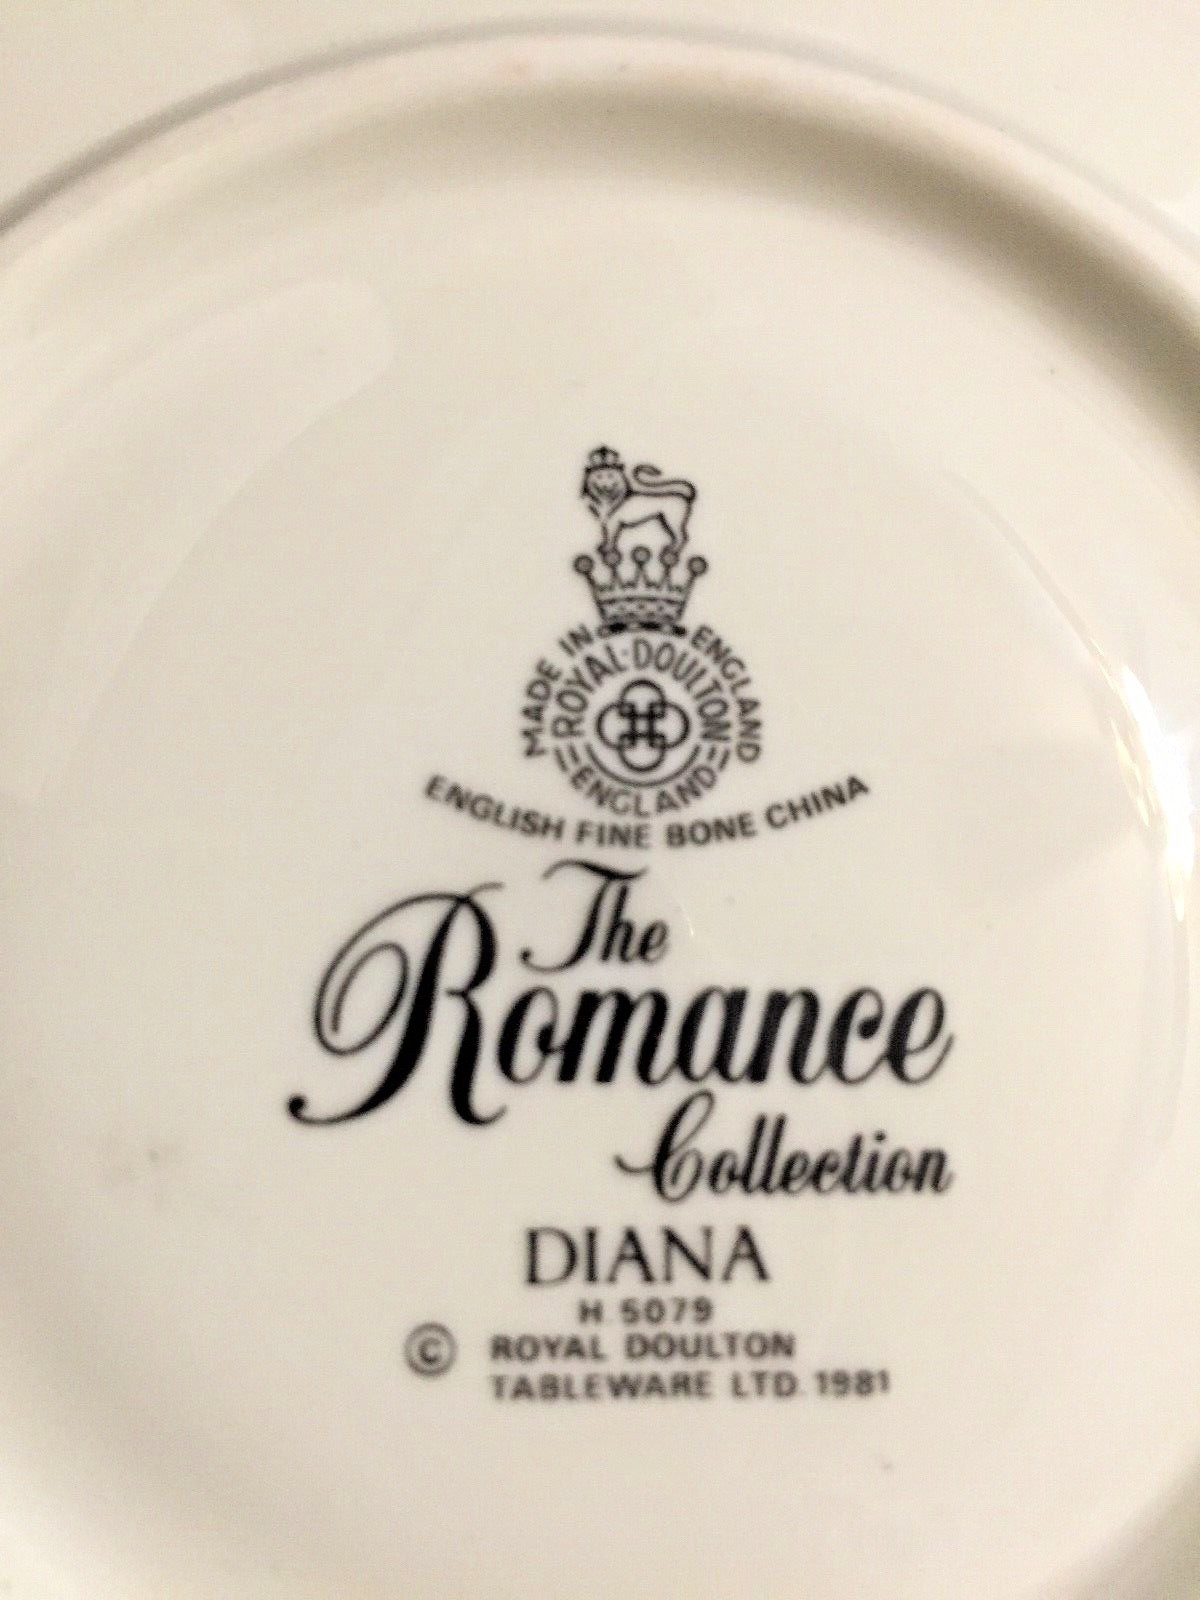 MADE IN ENGLAND
ROYAL·DOULTON
ENGLAND
ENGLISH FINE BONE CHINA
The
Romance
Collection
DIANA
H 5079
© ROYAL DOULTON
TABLEWARE LTD. 1981